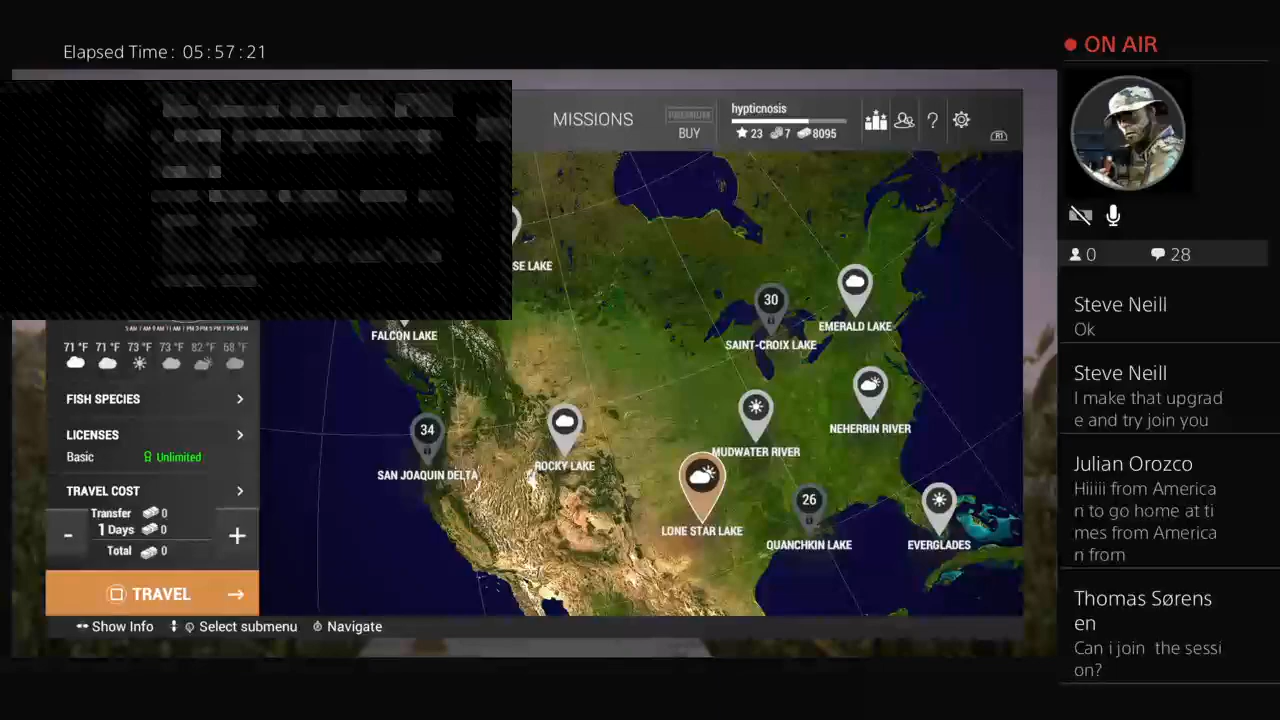 Elapsed Time: 05:57:21
ON AIR
MISSIONS
PREMIUM
BUY
hypticnosis
23 7 8095
?
R1
0
28
SE LAKE
FALCON LAKE
30
SAINT-CROIX LAKE
EMERALD LAKE
NEHERRIN RIVER
MUDWATER RIVER
34
SAN JOAQUIN DELTA
ROCKY LAKE
LONE STAR LAKE
26
QUANCHKIN LAKE
EVERGLADES
71 °F 71 °F 73 °F 73 °F 82 °F 68 °F
FISH SPECIES >
LICENSES >
Basic Unlimited
TRAVEL COST >
Transfer 0
- 1 Days 0 +
Total 0
TRAVEL →
Show Info Select submenu Navigate
Steve Neill
Ok
Steve Neill
I make that upgrad
e and try join you
Julian Orozco
Hiiiii from America
n to go home at ti
mes from America
n from
Thomas Sørens
en
Can i join the sessi
on?